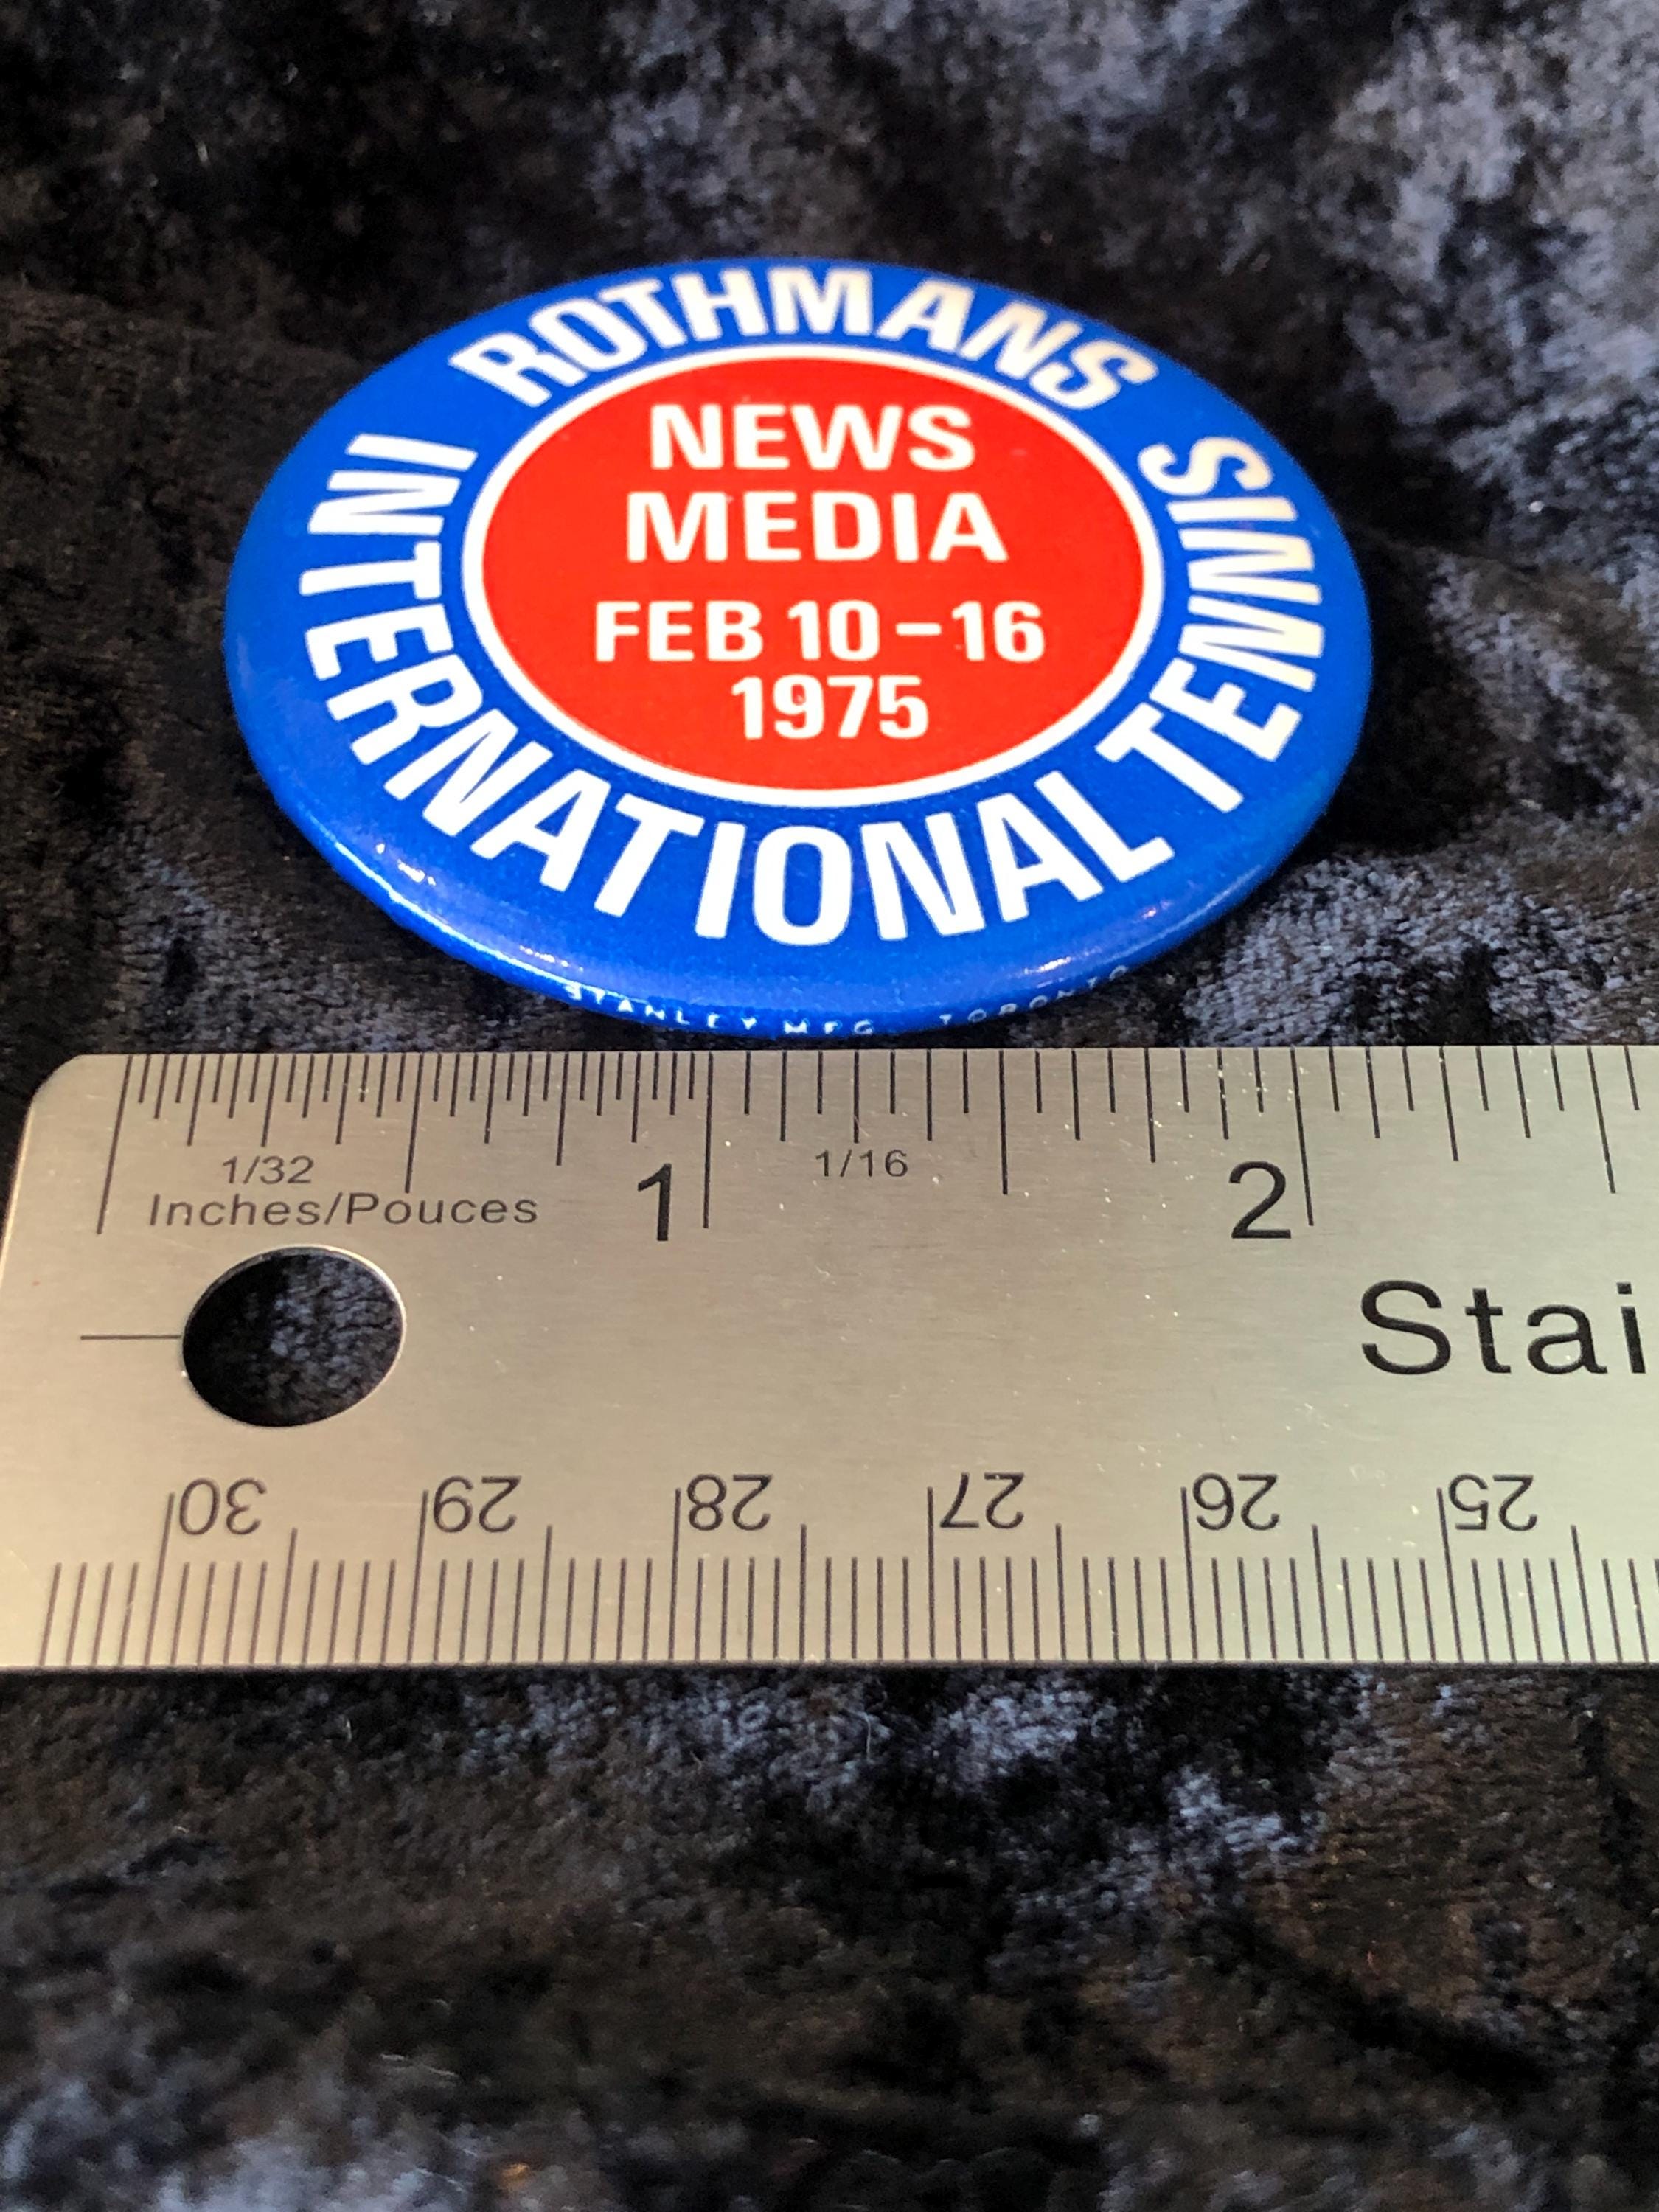 ROTHMANS
INTERNATIONAL TENNIS
NEWS
MEDIA
FEB 10-16
1975
STANLEY MFG. TORONTO
1/32
1/16
Inches/Pouces
1
2
Stai
30 29 28 27 26 25